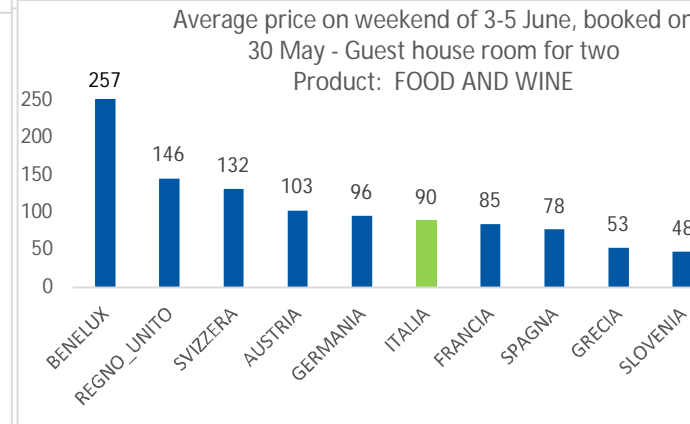 Average price on weekend of 3-5 June, booked on
30 May - Guest house room for two
Product: FOOD AND WINE
257
146
132
103
96
90
85
78
53
48
250
200
150
100
50
0
BENELUX
REGNO_UNITO
SVIZZERA
AUSTRIA
GERMANIA
ITALIA
FRANCIA
SPAGNA
GRECIA
SLOVENIA